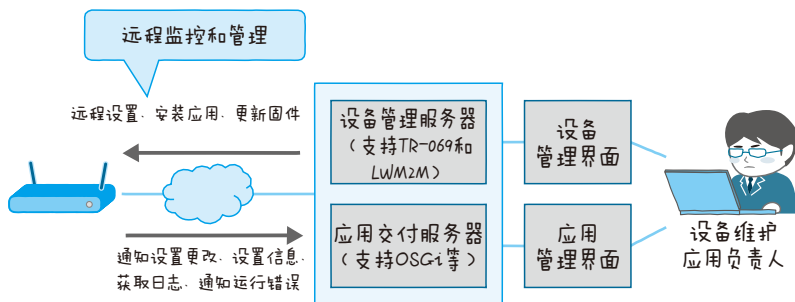 远程监控和管理
远程设置、安装应用、更新固件
设备管理服务器
（支持TR-069和
LWM2M）
设备
管理界面
应用交付服务器
（支持OSGi等）
应用
管理界面
通知设置更改、设置信息、
获取日志、通知运行错误
设备维护
应用负责人